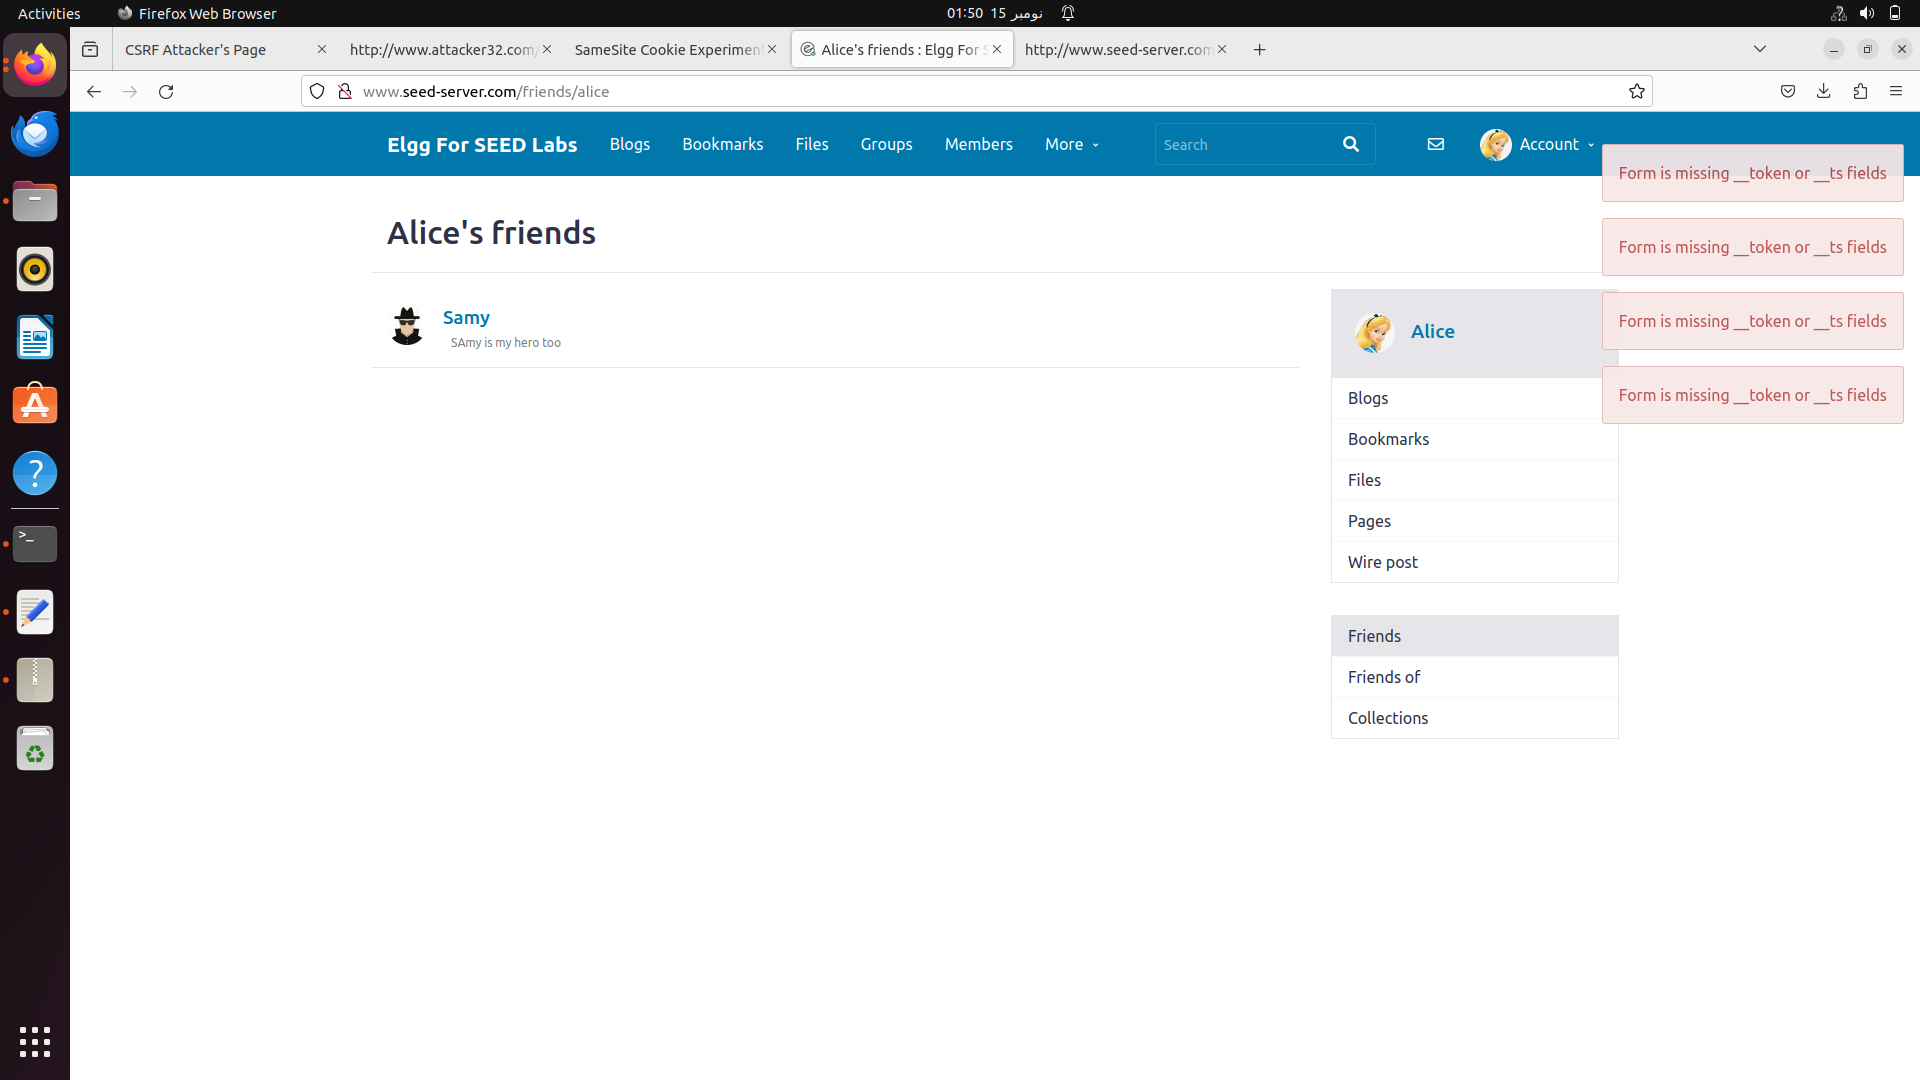 Activities
Firefox Web Browser
01:50 15 نومبر
CSRF Attacker's Page
http://www.attacker32.com/
SameSite Cookie Experiment
Alice's friends : Elgg For S
http://www.seed-server.com
www.seed-server.com/friends/alice
Elgg For SEED Labs
Blogs
Bookmarks
Files
Groups
Members
More
Search
Account
Form is missing __token or __ts fields
Form is missing __token or __ts fields
Form is missing __token or __ts fields
Form is missing __token or __ts fields
Alice's friends
Samy
SAmy is my hero too
Alice
Blogs
Bookmarks
Files
Pages
Wire post
Friends
Friends of
Collections